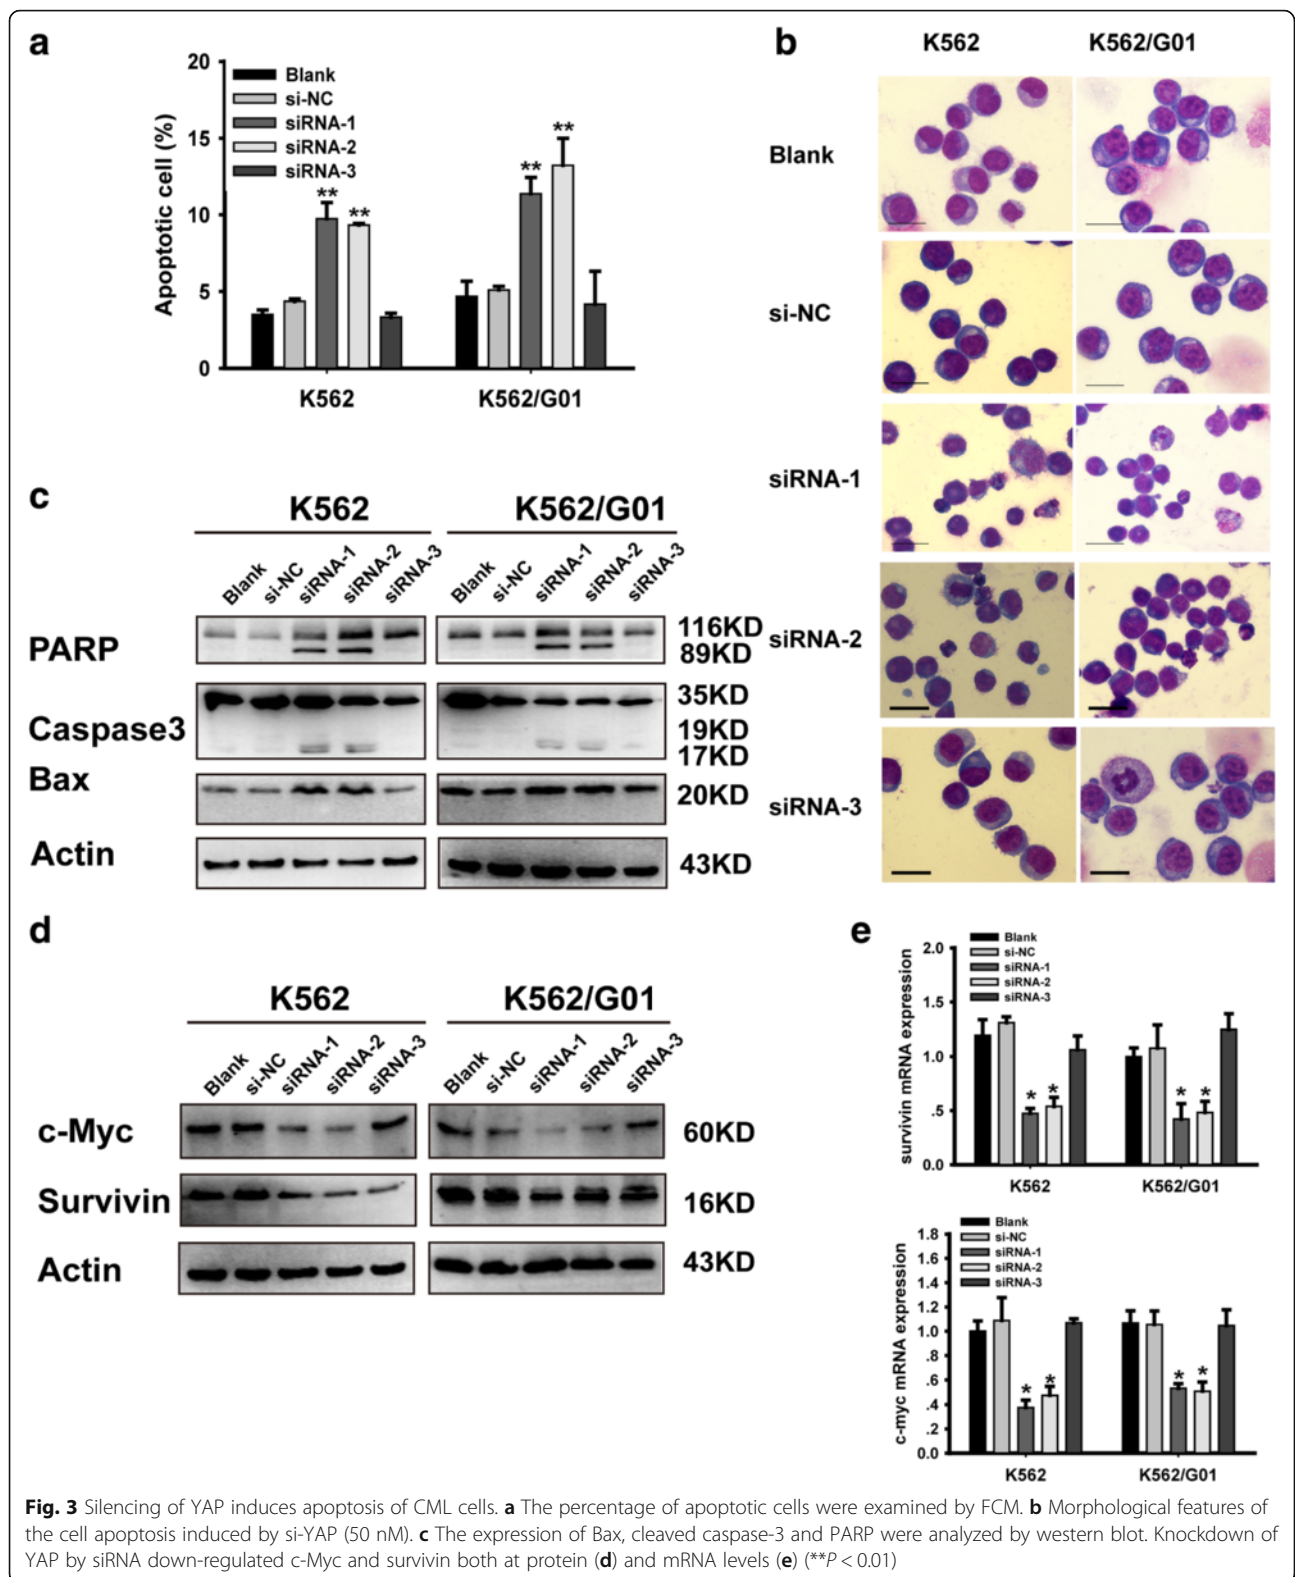 a
Apoptotic cell (%)
20
15
10
5
0
Blank
si-NC
siRNA-1
siRNA-2
siRNA-3
** ** ** **
K562 K562/G01
b
K562 K562/G01
Blank
si-NC
siRNA-1
siRNA-2
siRNA-3
c
K562 K562/G01
Blank si-NC siRNA-1 siRNA-2 siRNA-3 Blank si-NC siRNA-1 siRNA-2 siRNA-3
PARP 116KD
89KD
Caspase3 35KD
19KD
17KD
Bax 20KD
Actin 43KD
d
K562 K562/G01
Blank si-NC siRNA-1 siRNA-2 siRNA-3 Blank si-NC siRNA-1 siRNA-2 siRNA-3
c-Myc 60KD
Survivin 16KD
Actin 43KD
e
survivin mRNA expression
2.0
1.5
1.0
.5
0.0
Blank
si-NC
siRNA-1
siRNA-2
siRNA-3
* * * *
K562 K562/G01
c-myc mRNA expression
1.8
1.6
1.4
1.2
1.0
.8
.6
.4
.2
0.0
Blank
si-NC
siRNA-1
siRNA-2
siRNA-3
* * * *
K562 K562/G01
Fig. 3 Silencing of YAP induces apoptosis of CML cells. a The percentage of apoptotic cells were examined by FCM. b Morphological features of
the cell apoptosis induced by si-YAP (50 nM). c The expression of Bax, cleaved caspase-3 and PARP were analyzed by western blot. Knockdown of
YAP by siRNA down-regulated c-Myc and survivin both at protein (d) and mRNA levels (e) (**P < 0.01)